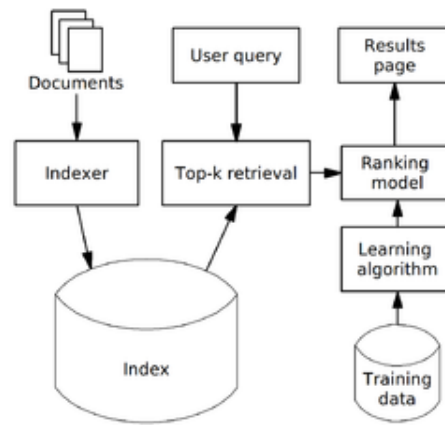 Documents
User query
Results
page
Indexer
Top-k retrieval
Ranking
model
Learning
algorithm
Index
Training
data